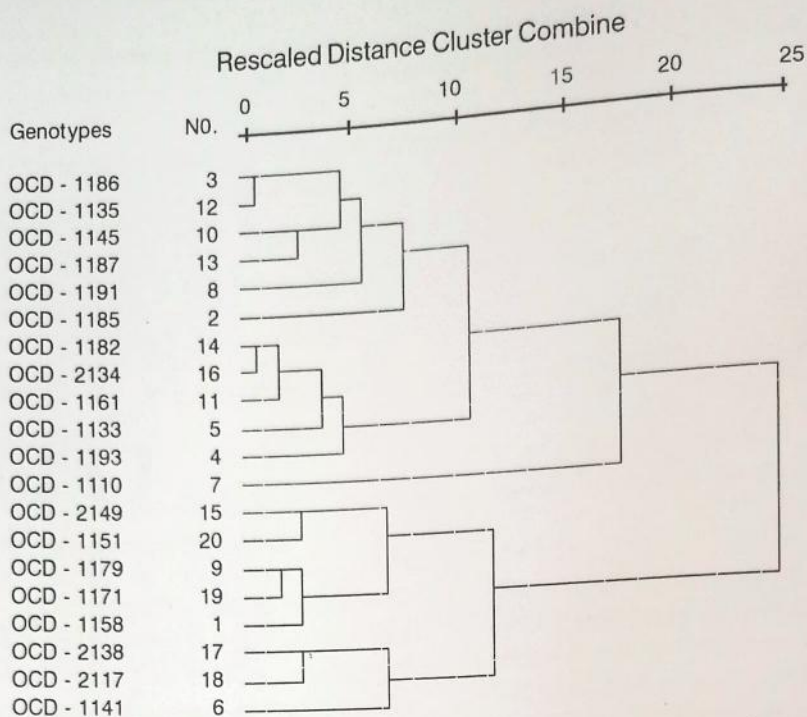 Rescaled Distance Cluster Combine
0 5 10 15 20 25
Genotypes N0.
OCD - 1186 3
OCD - 1135 12
OCD - 1145 10
OCD - 1187 13
OCD - 1191 8
OCD - 1185 2
OCD - 1182 14
OCD - 2134 16
OCD - 1161 11
OCD - 1133 5
OCD - 1193 4
OCD - 1110 7
OCD - 2149 15
OCD - 1151 20
OCD - 1179 9
OCD - 1171 19
OCD - 1158 1
OCD - 2138 17
OCD - 2117 18
OCD - 1141 6